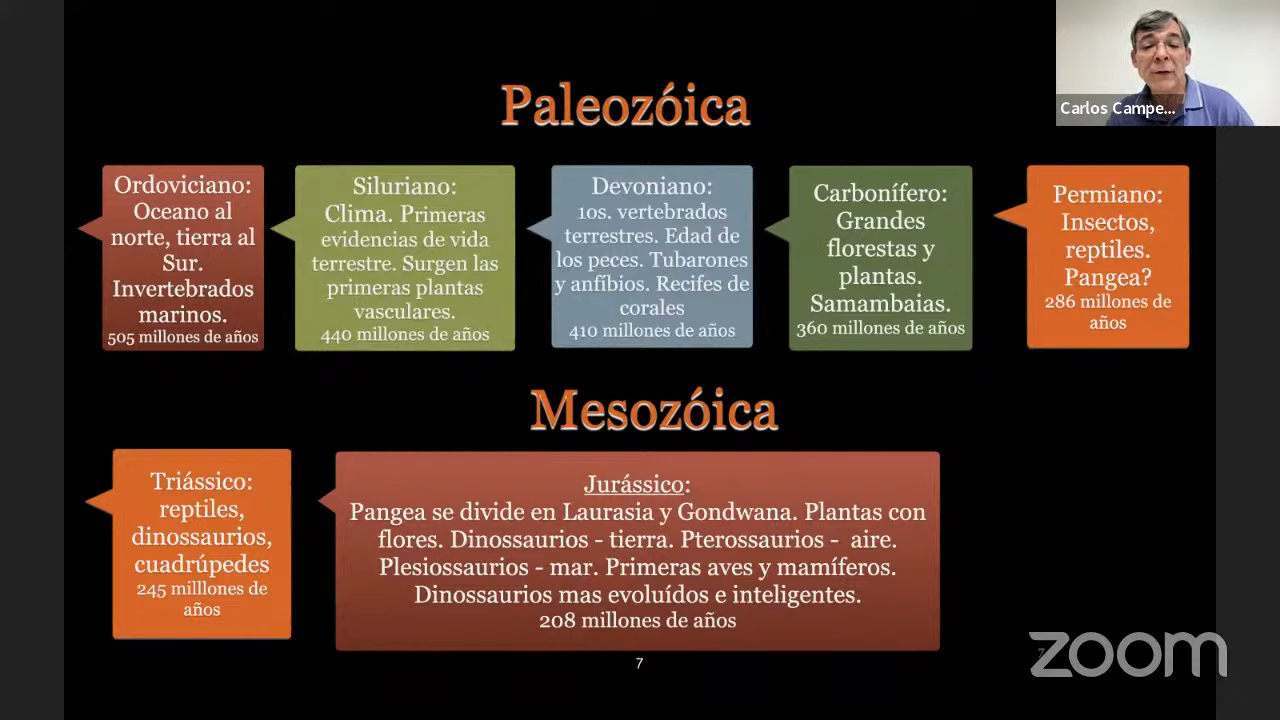 Carlos Campe...
Paleozóica
Ordoviciano:
Oceano al
norte, tierra al
Sur.
Invertebrados
marinos.
505 millones de años
Siluriano:
Clima. Primeras
evidencias de vida
terrestre. Surgen las
primeras plantas
vasculares.
440 millones de años
Devoniano:
1os. vertebrados
terrestres. Edad de
los peces. Tubarones
y anfíbios. Recifes de
corales
410 millones de años
Carbonífero:
Grandes
florestas y
plantas.
Samambaias.
360 millones de años
Permiano:
Insectos,
reptiles.
Pangea?
286 millones de
años
Mesozóica
Triássico:
reptiles,
dinossaurios,
cuadrúpedes
245 milllones de
años
Jurássico:
Pangea se divide en Laurasia y Gondwana. Plantas con
flores. Dinossaurios - tierra. Pterossaurios - aire.
Plesiossaurios - mar. Primeras aves y mamíferos.
Dinossaurios mas evoluídos e inteligentes.
208 millones de años
7
7
zoom